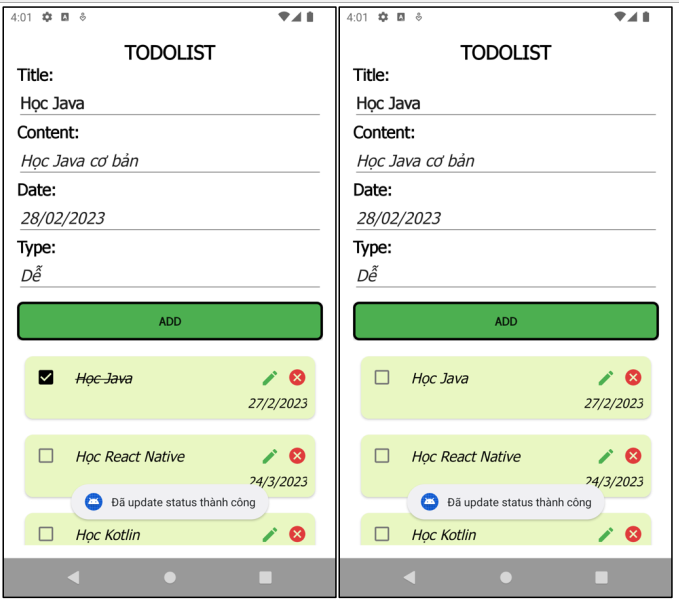 4:01
TODOLIST
Title:
Học Java
Content:
Học Java cơ bản
Date:
28/02/2023
Type:
Dễ
ADD
Học Java
27/2/2023
Học React Native
24/3/2023
Đã update status thành công
Học Kotlin
4:01
TODOLIST
Title:
Học Java
Content:
Học Java cơ bản
Date:
28/02/2023
Type:
Dễ
ADD
Học Java
27/2/2023
Học React Native
24/3/2023
Đã update status thành công
Học Kotlin